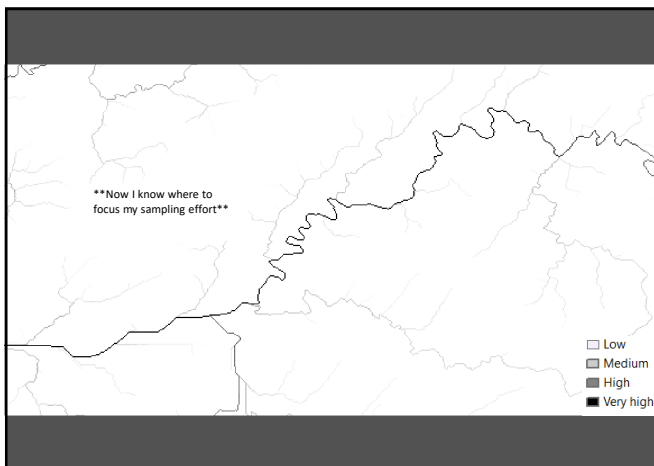 **Now I know where to
focus my sampling effort**
Low
Medium
High
Very high